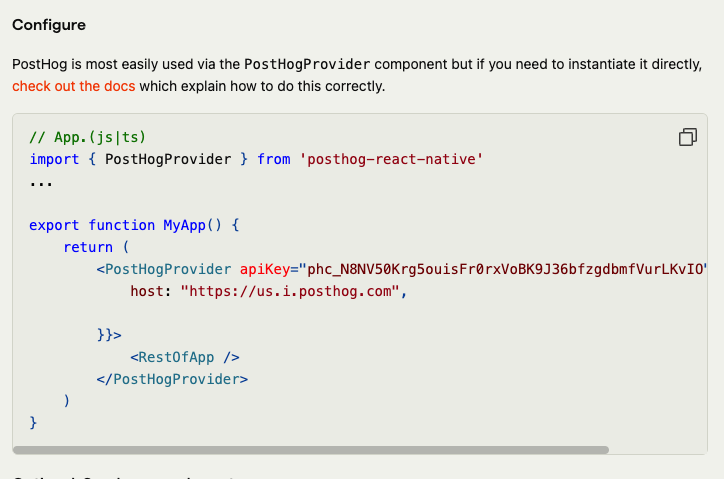 Configure
PostHog is most easily used via the PostHogProvider component but if you need to instantiate it directly,
check out the docs which explain how to do this correctly.
// App.(js|ts)
import { PostHogProvider } from 'posthog-react-native'
...
export function MyApp() {
    return (
        <PostHogProvider apiKey="phc_N8NV50Krg5ouisFr0rxVoBK9J36bfzgdbmfVurLKvIO"
            host: "https://us.i.posthog.com",
        }}>
            <RestOfApp />
        </PostHogProvider>
    )
}